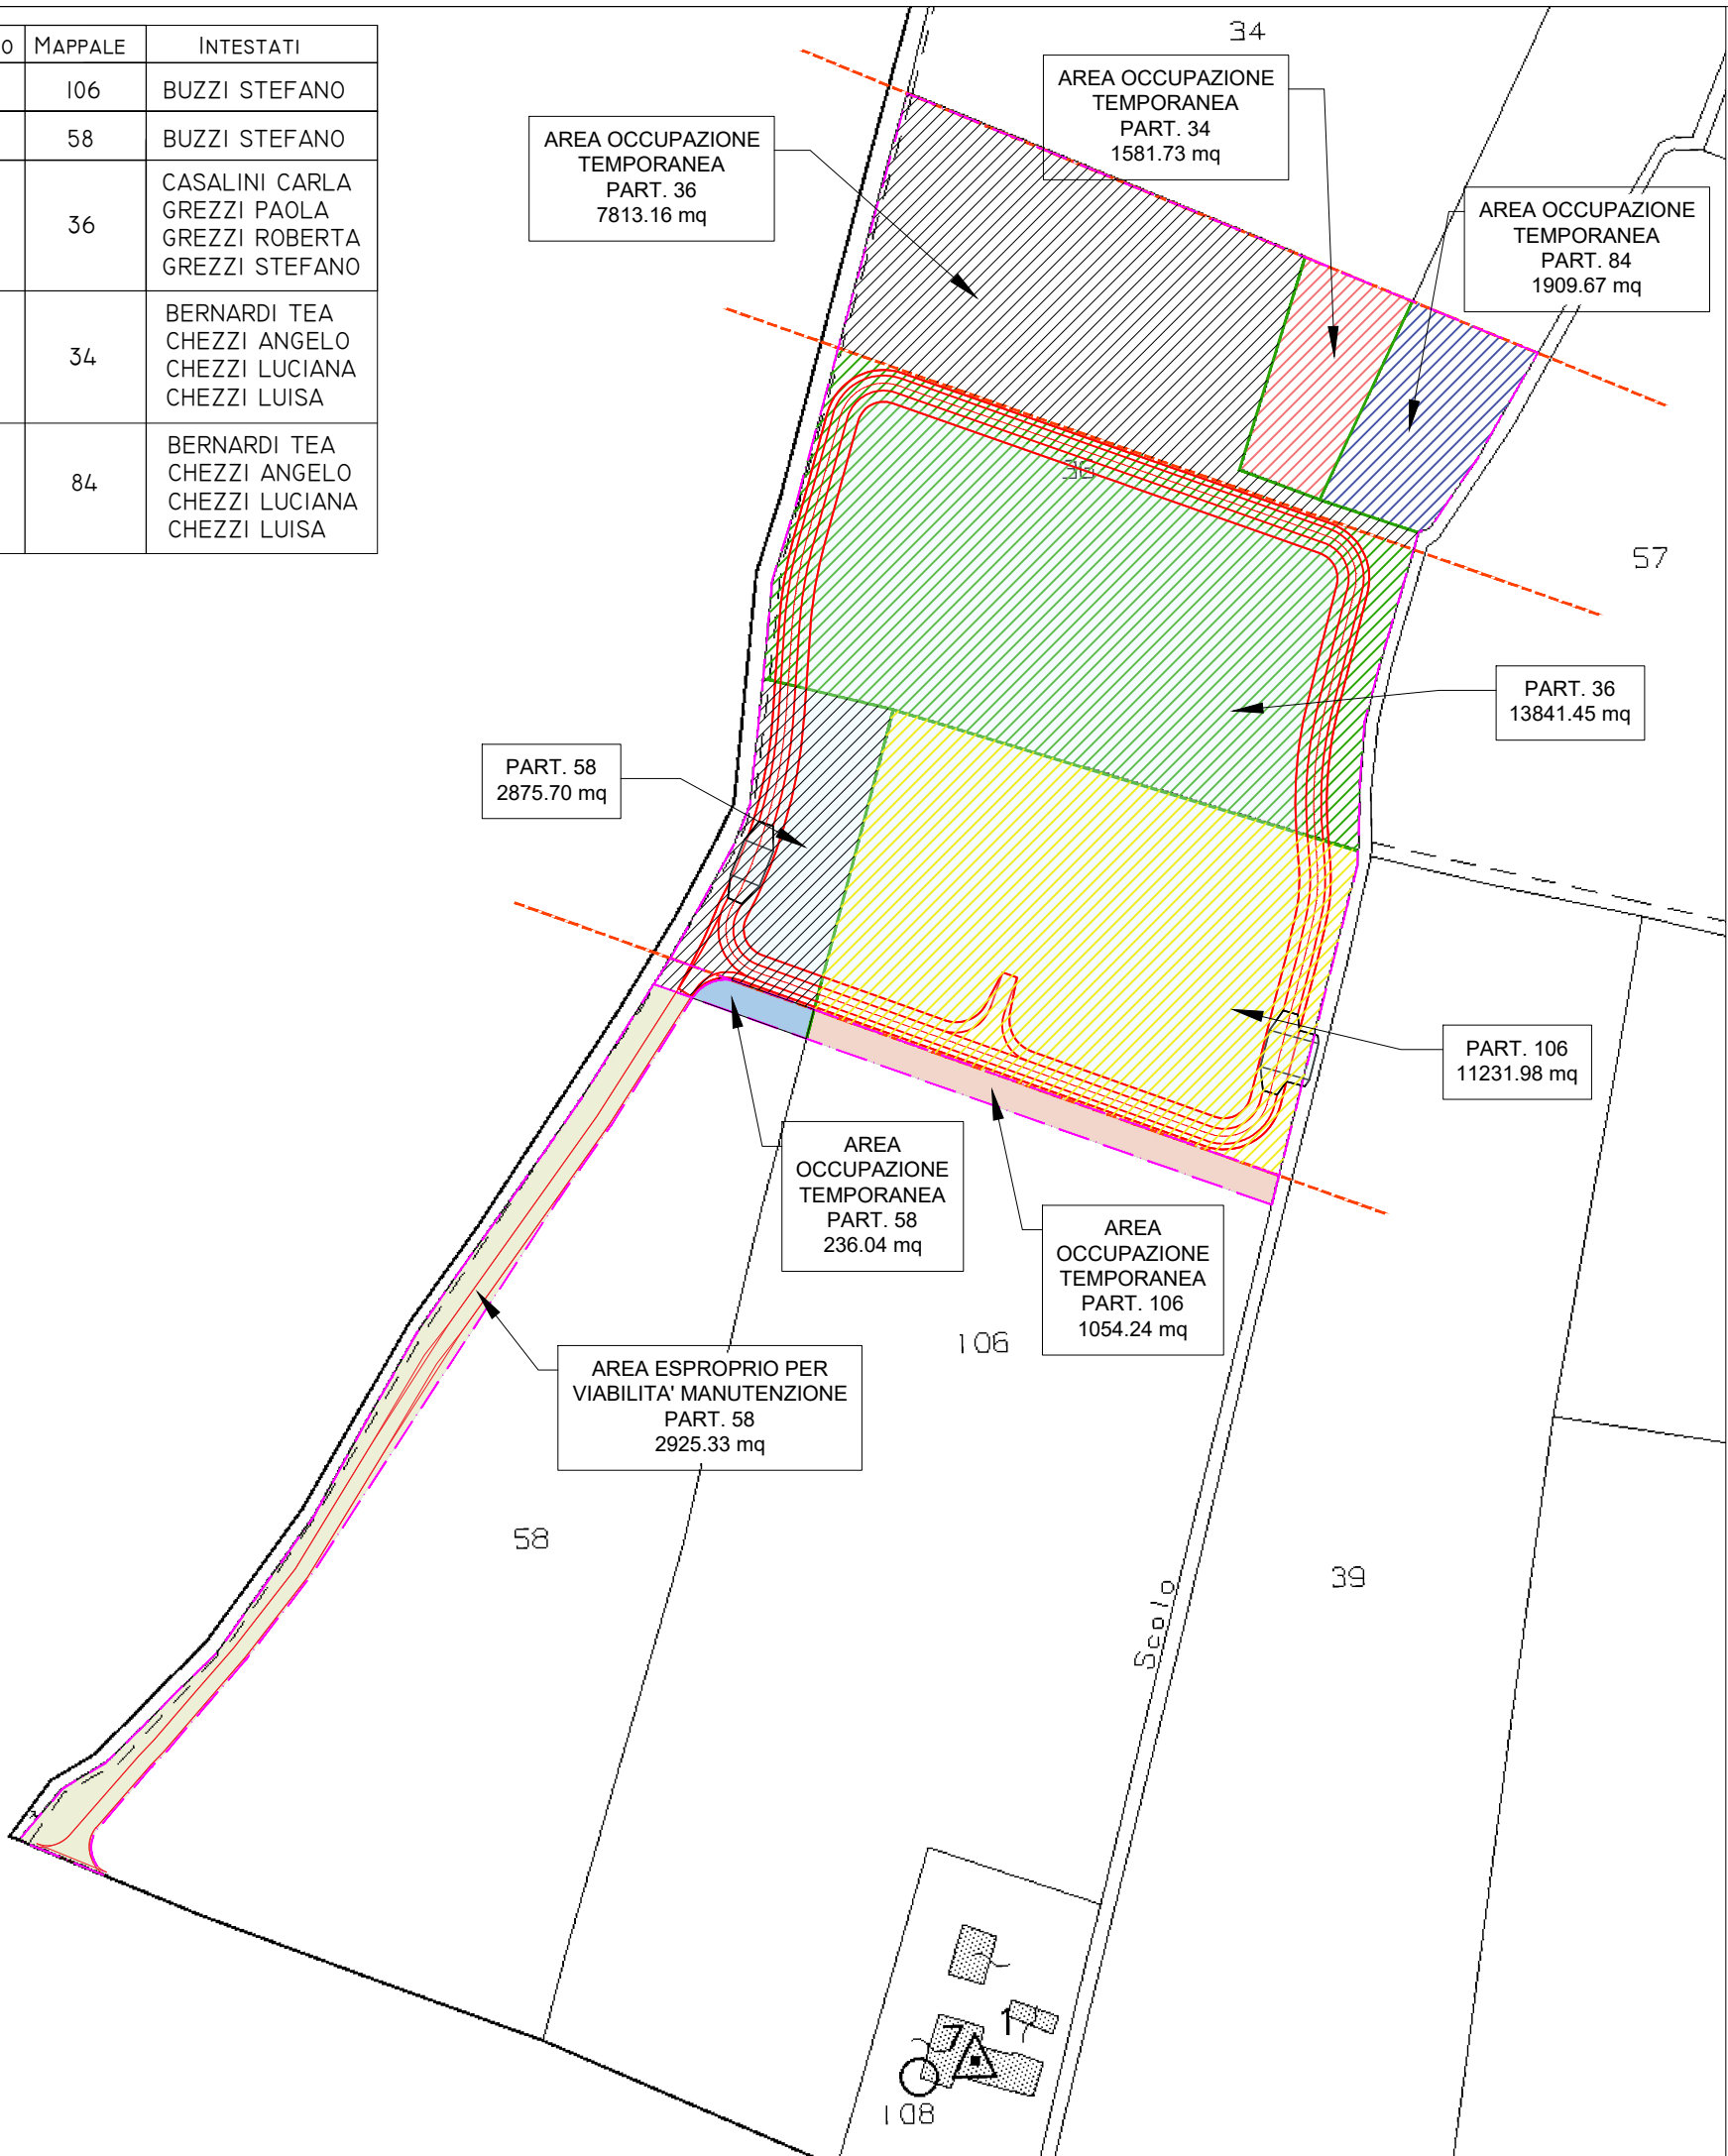 O MAPPALE INTESTATI
106 BUZZI STEFANO
58 BUZZI STEFANO
36
CASALINI CARLA
GREZZI PAOLA
GREZZI ROBERTA
GREZZI STEFANO
34
BERNARDI TEA
CHEZZI ANGELO
CHEZZI LUCIANA
CHEZZI LUISA
84
BERNARDI TEA
CHEZZI ANGELO
CHEZZI LUCIANA
CHEZZI LUISA
34
AREA OCCUPAZIONE
TEMPORANEA
PART. 34
1581.73 mq
AREA OCCUPAZIONE
TEMPORANEA
PART. 36
7813.16 mq
AREA OCCUPAZIONE
TEMPORANEA
PART. 84
1909.67 mq
36
57
PART. 36
13841.45 mq
PART. 58
2875.70 mq
PART. 106
11231.98 mq
AREA
OCCUPAZIONE
TEMPORANEA
PART. 58
236.04 mq
AREA
OCCUPAZIONE
TEMPORANEA
PART. 106
1054.24 mq
106
AREA ESPROPRIO PER
VIABILITA' MANUTENZIONE
PART. 58
2925.33 mq
58
39
Scolo
1
7
108